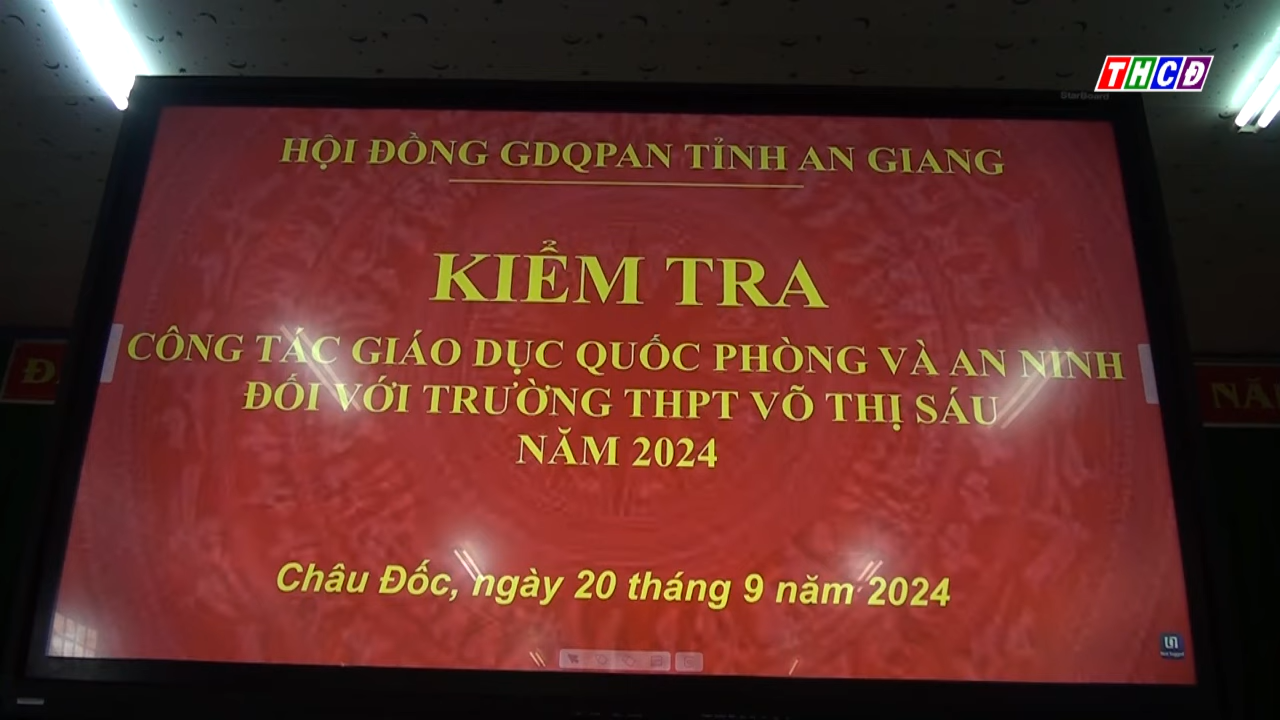 THCĐ
StarBoard
HỘI ĐỒNG GDQPAN TỈNH AN GIANG
KIỂM TRA
CÔNG TÁC GIÁO DỤC QUỐC PHÒNG VÀ AN NINH
ĐỐI VỚI TRƯỜNG THPT VÕ THỊ SÁU
NĂM 2024
Châu Đốc, ngày 20 tháng 9 năm 2024